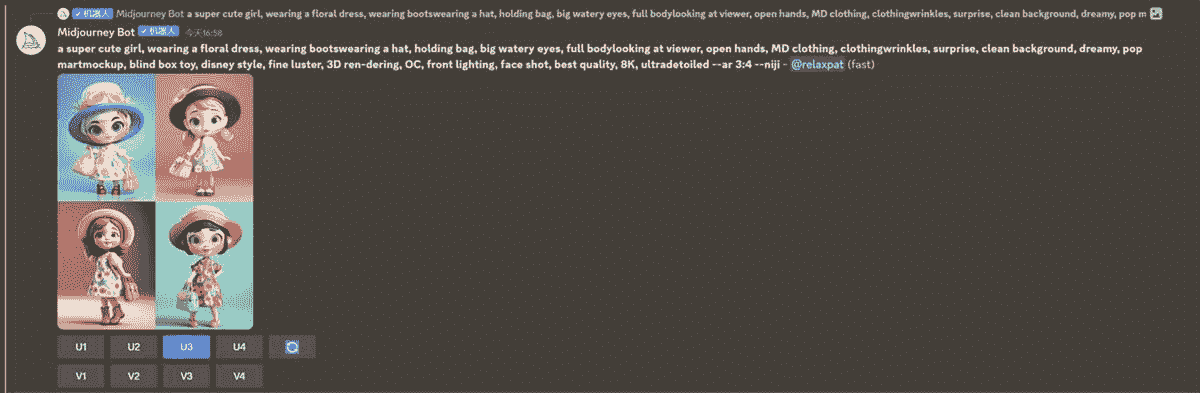 ✓机器人 Midjourney Bot a super cute girl, wearing a floral dress, wearing bootswearing a hat, holding bag, big watery eyes, full bodylooking at viewer, open hands, MD clothing, clothingwrinkles, surprise, clean background, dreamy, pop m
Midjourney Bot ✓机器人 今天16:58
a super cute girl, wearing a floral dress, wearing bootswearing a hat, holding bag, big watery eyes, full bodylooking at viewer, open hands, MD clothing, clothingwrinkles, surprise, clean background, dreamy, pop
martmockup, blind box toy, disney style, fine luster, 3D ren-dering, OC, front lighting, face shot, best quality, 8K, ultradetoiled --ar 3:4 --niji - @relaxpat (fast)
U1 U2 U3 U4
V1 V2 V3 V4